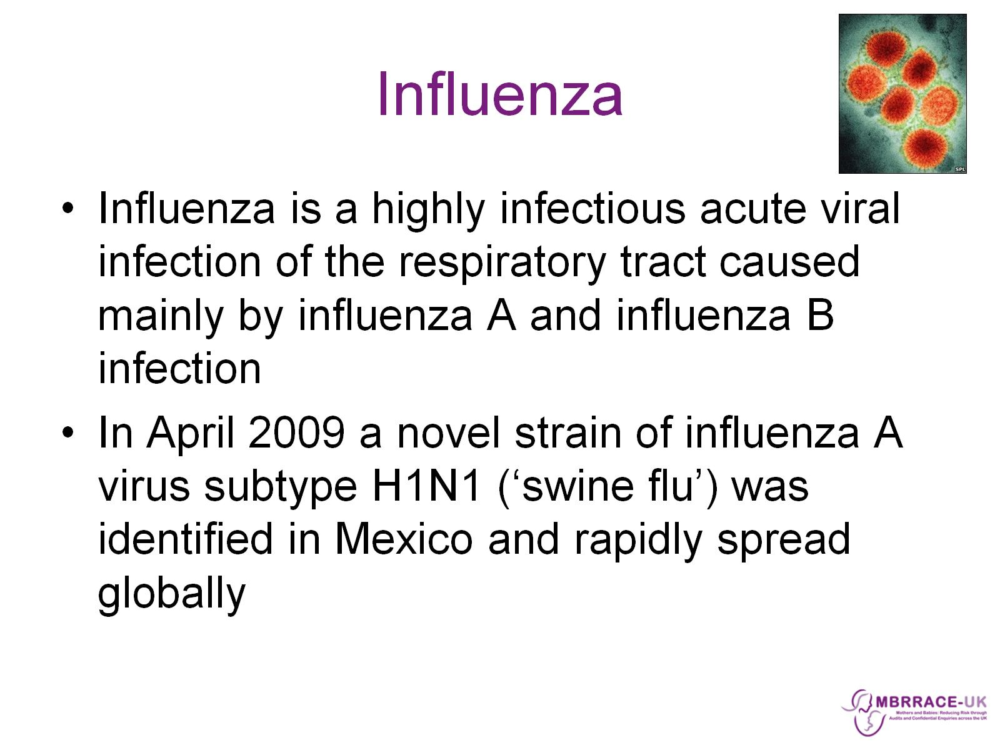 Influenza
SPL
• Influenza is a highly infectious acute viral
infection of the respiratory tract caused
mainly by influenza A and influenza B
infection
• In April 2009 a novel strain of influenza A
virus subtype H1N1 (‘swine flu’) was
identified in Mexico and rapidly spread
globally
MBRRACE-UK
Mothers and Babies: Reducing Risk through
Audits and Confidential Enquiries across the UK